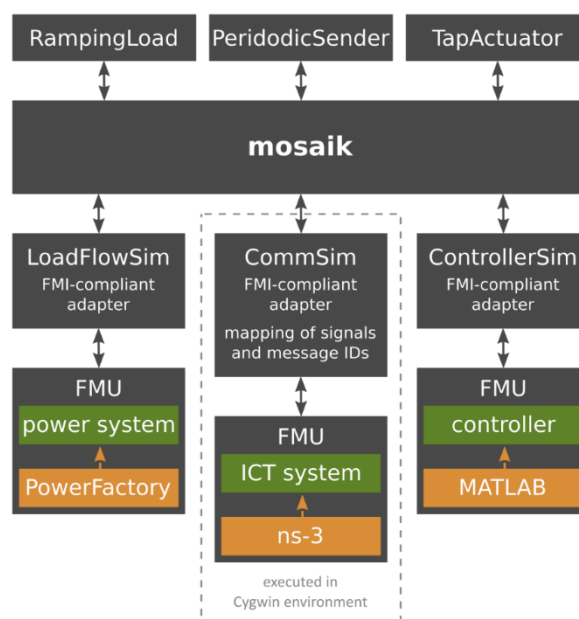 RampingLoad
PeridodicSender
TapActuator
mosaik
LoadFlowSim
FMI-compliant
adapter
CommSim
FMI-compliant
adapter
mapping of signals
and message IDs
ControllerSim
FMI-compliant
adapter
FMU
power system
PowerFactory
FMU
ICT system
ns-3
FMU
controller
MATLAB
executed in
Cygwin environment